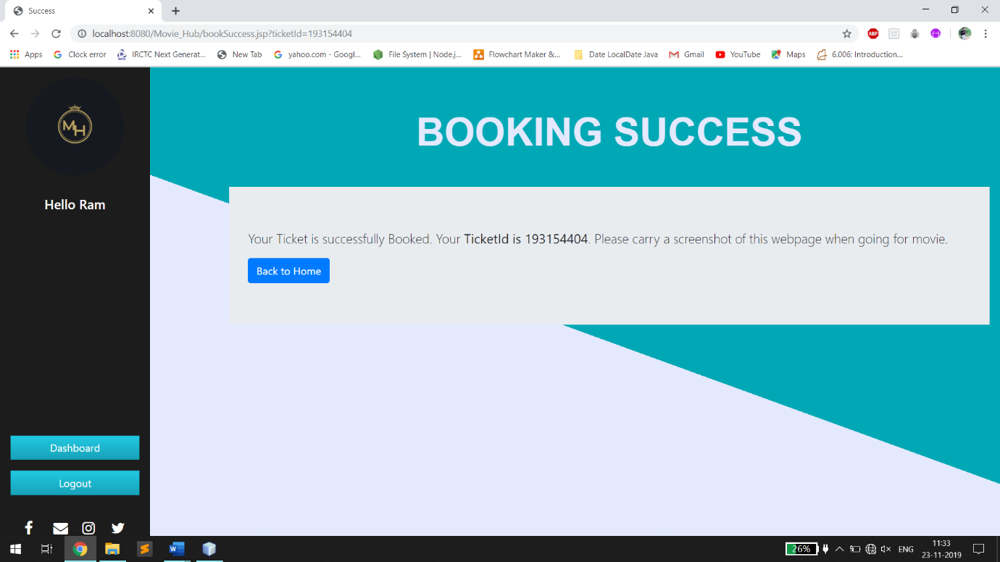 Success
localhost:8080/Movie_Hub/bookSuccess.jsp?ticketId=193154404
ABP
Apps
Clock error
IRCTC Next Generat...
New Tab
yahoo.com - Googl...
File System | Node.j...
Flowchart Maker &...
Date LocalDate Java
Gmail
YouTube
Maps
6.006: Introduction...
MH
Hello Ram
BOOKING SUCCESS
Your Ticket is successfully Booked. Your TicketId is 193154404. Please carry a screenshot of this webpage when going for movie.
Back to Home
Dashboard
Logout
26%
ENG
11:33
23-11-2019